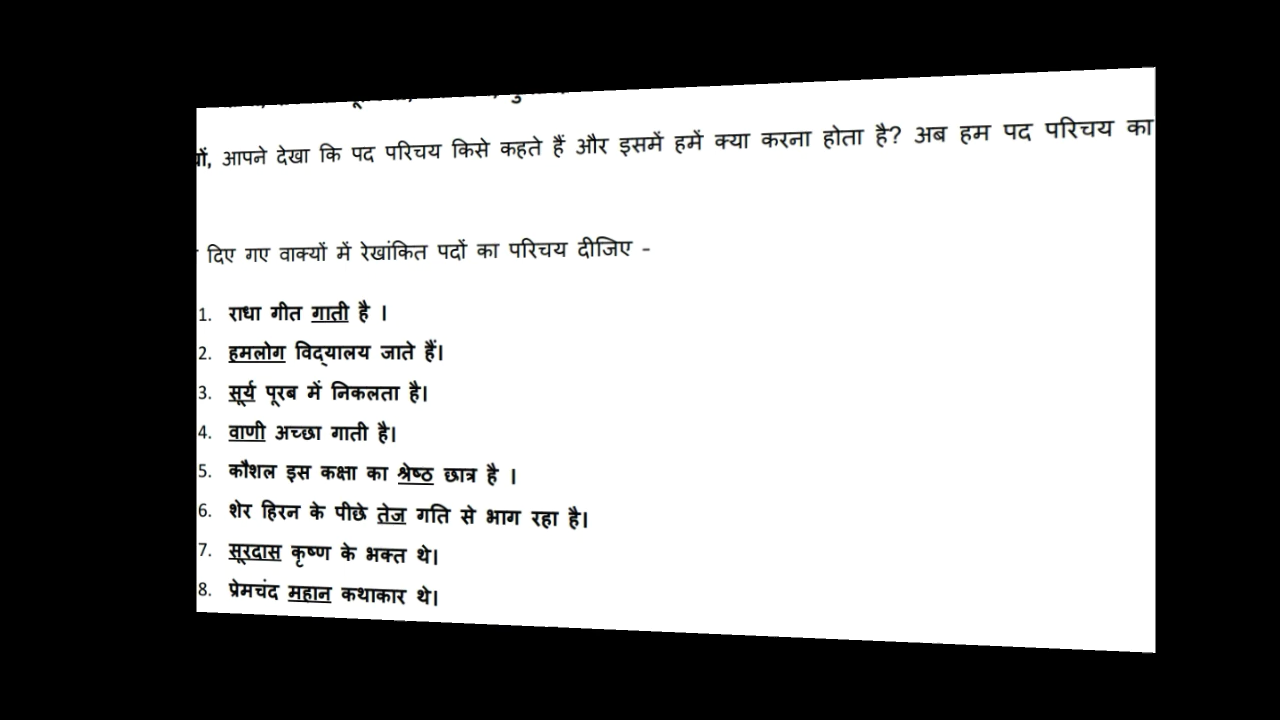 आपने देखा कि पद परिचय किसे कहते हैं और इसमें हमें क्या करना होता है? अब हम पद परिचय का
दिए गए वाक्यों में रेखांकित पदों का परिचय दीजिए -
1. राधा गीत गाती है ।
2. हमलोग विद्यालय जाते हैं।
3. सूर्य पूरब में निकलता है।
4. वाणी अच्छा गाती है।
5. कौशल इस कक्षा का श्रेष्ठ छात्र है ।
6. शेर हिरन के पीछे तेज गति से भाग रहा है।
7. सूरदास कृष्ण के भक्त थे।
8. प्रेमचंद महान कथाकार थे।